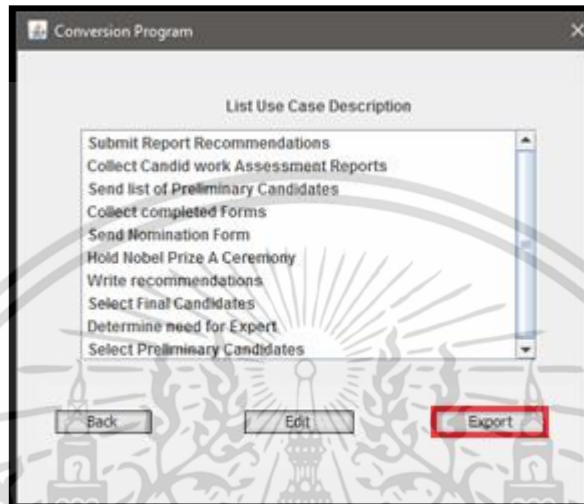 Conversion Program
List Use Case Description
Submit Report Recommendations
Collect Candid work Assessment Reports
Send list of Preliminary Candidates
Collect completed Forms
Send Nomination Form
Hold Nobel Prize A Ceremony
Write recommendations
Select Final Candidates
Determine need for Expert
Select Preliminary Candidates
Back Edit Export